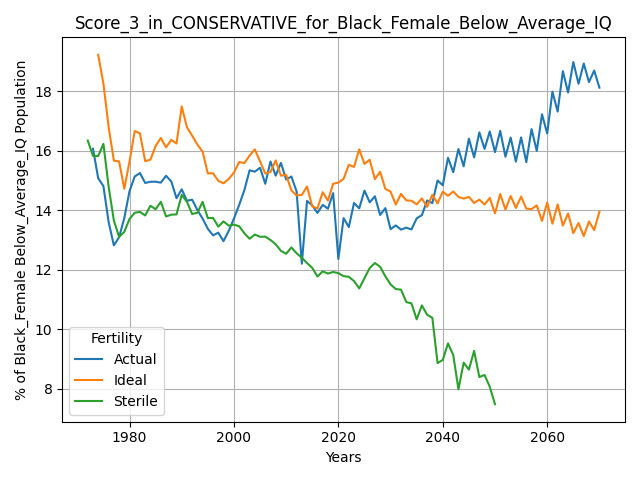 Score_3_in_CONSERVATIVE_for_Black_Female_Below_Average_IQ
% of Black_Female Below_Average_IQ Population
18
16
14
12
10
8
Fertility
Actual
Ideal
Sterile
1980
2000
2020
2040
2060
Years